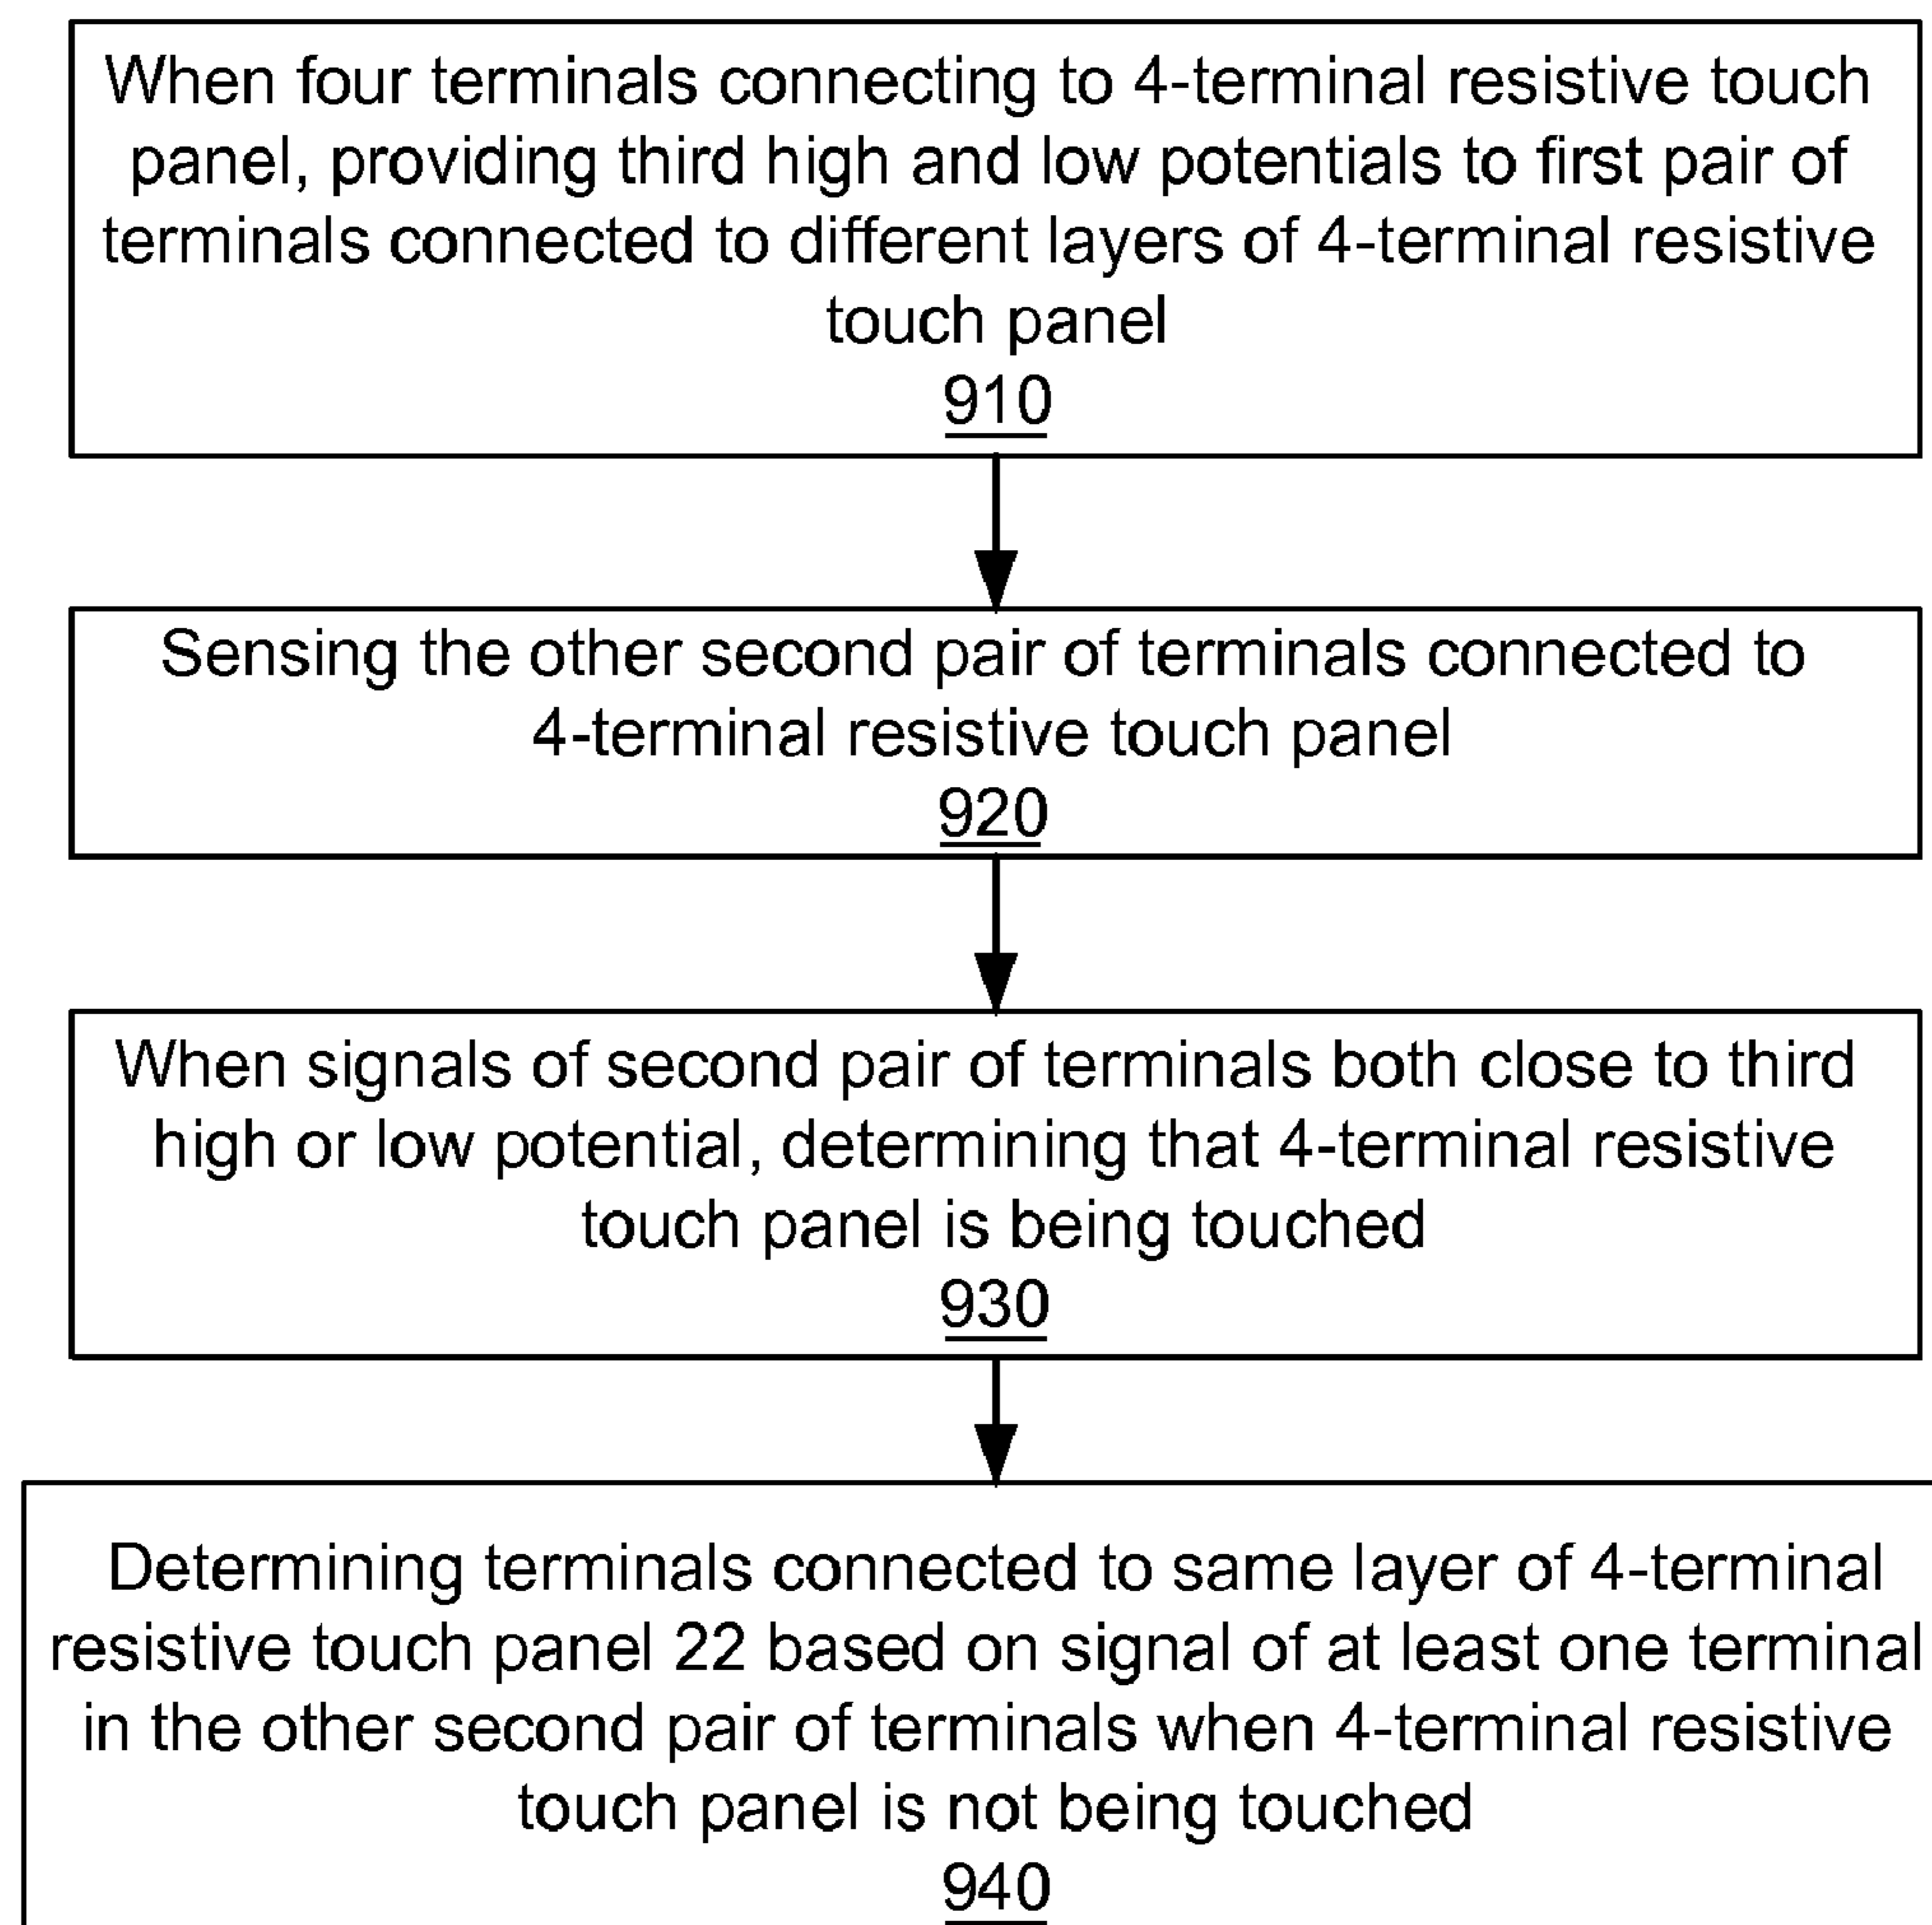 When four terminals connecting to 4-terminal resistive touch
panel, providing third high and low potentials to first pair of
terminals connected to different layers of 4-terminal resistive
touch panel
910
Sensing the other second pair of terminals connected to
4-terminal resistive touch panel
920
When signals of second pair of terminals both close to third
high or low potential, determining that 4-terminal resistive
touch panel is being touched
930
Determining terminals connected to same layer of 4-terminal
resistive touch panel 22 based on signal of at least one terminal
in the other second pair of terminals when 4-terminal resistive
touch panel is not being touched
940